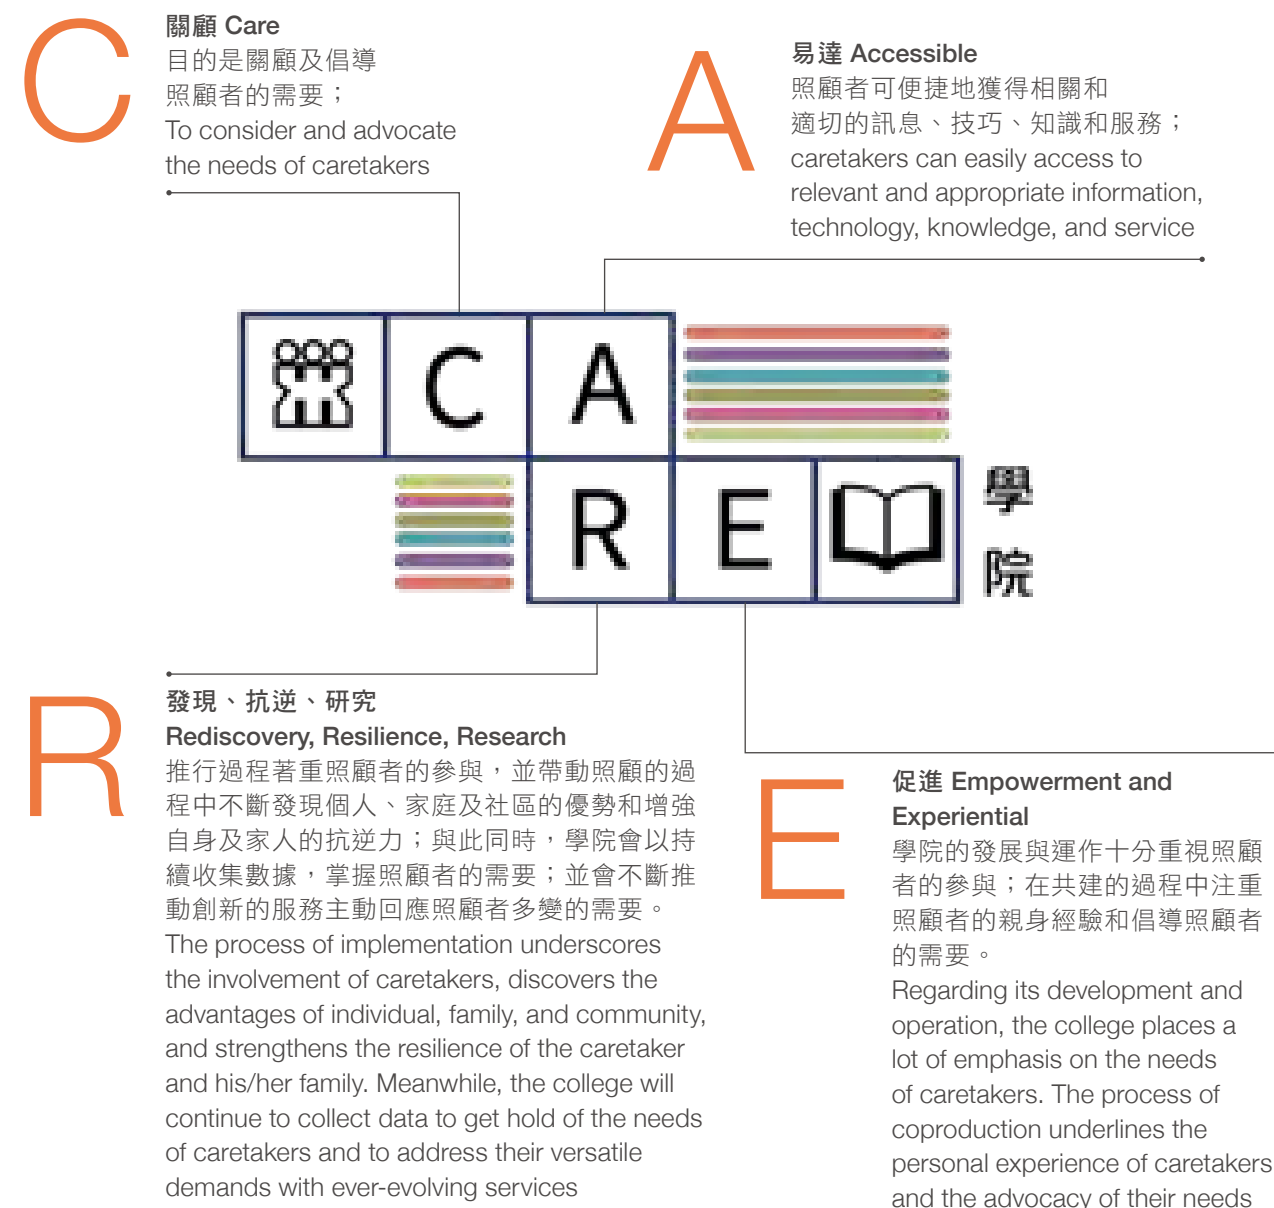 C
關顧 Care
目的是關顧及倡導
照顧者的需要；
To consider and advocate
the needs of caretakers
A
易達 Accessible
照顧者可便捷地獲得相關和
適切的訊息、技巧、知識和服務；
caretakers can easily access to
relevant and appropriate information,
technology, knowledge, and service
C A
R E
學
院
R
發現、抗逆、研究
Rediscovery, Resilience, Research
推行過程著重照顧者的參與，並帶動照顧的過
程中不斷發現個人、家庭及社區的優勢和增強
自身及家人的抗逆力；與此同時，學院會以持
續收集數據，掌握照顧者的需要；並會不斷推
動創新的服務主動回應照顧者多變的需要。
The process of implementation underscores
the involvement of caretakers, discovers the
advantages of individual, family, and community,
and strengthens the resilience of the caretaker
and his/her family. Meanwhile, the college will
continue to collect data to get hold of the needs
of caretakers and to address their versatile
demands with ever-evolving services
E
促進 Empowerment and
Experiential
學院的發展與運作十分重視照顧
者的參與；在共建的過程中注重
照顧者的親身經驗和倡導照顧者
的需要。
Regarding its development and
operation, the college places a
lot of emphasis on the needs
of caretakers. The process of
coproduction underlines the
personal experience of caretakers
and the advocacy of their needs